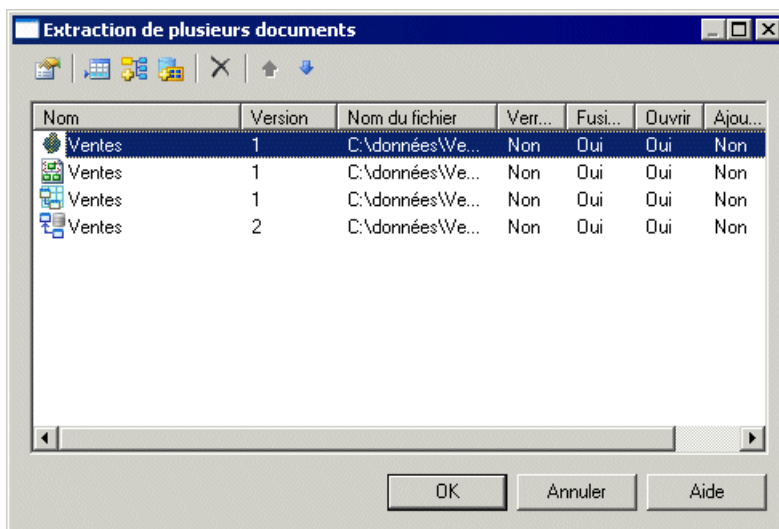 Extraction de plusieurs documents
Nom Version Nom du fichier Verr... Fusi... Ouvrir Ajou...
Ventes 1 C:\données\Ve... Non Oui Oui Non
Ventes 1 C:\données\Ve... Non Oui Oui Non
Ventes 1 C:\données\Ve... Non Oui Oui Non
Ventes 2 C:\données\Ve... Non Oui Oui Non
OK Annuler Aide